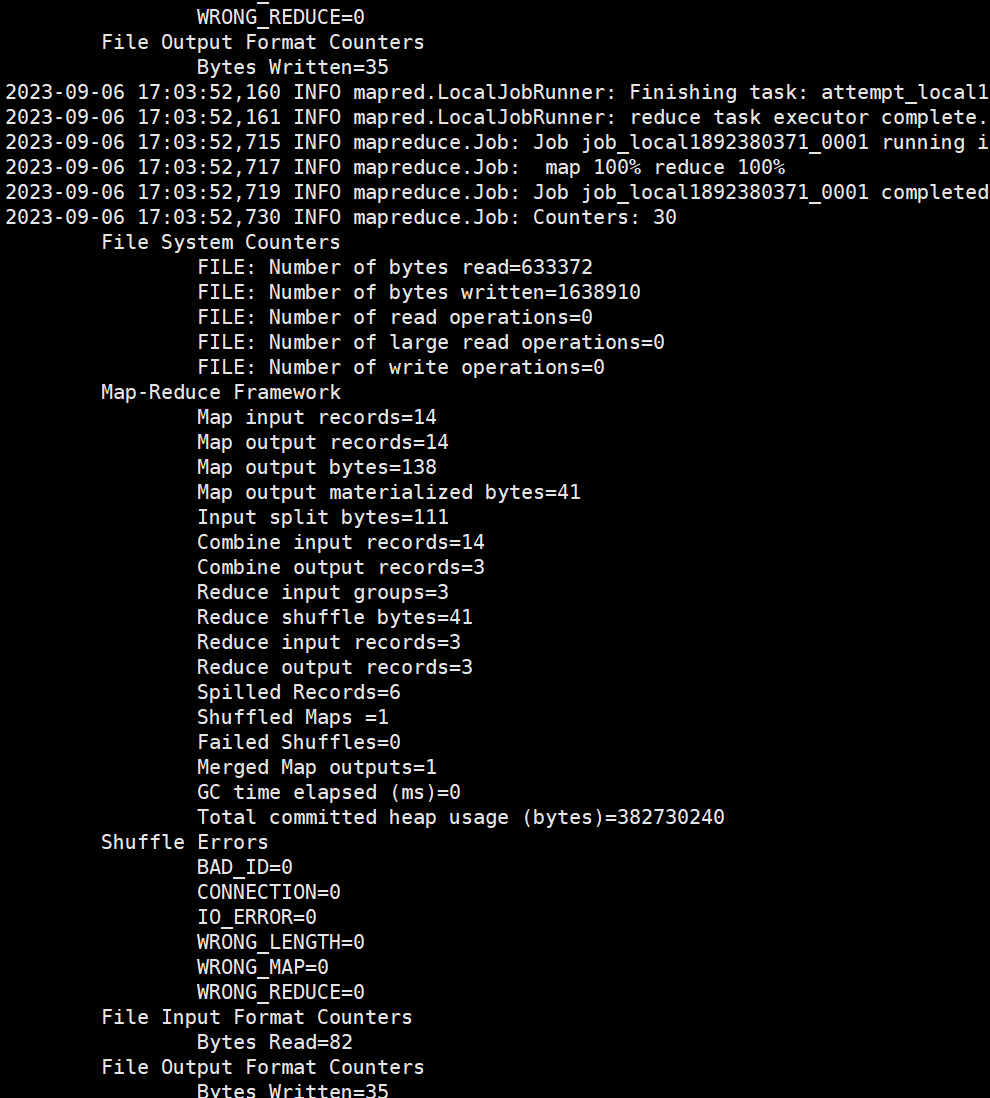 WRONG_REDUCE=0
File Output Format Counters
Bytes Written=35
2023-09-06 17:03:52,160 INFO mapred.LocalJobRunner: Finishing task: attempt_local1
2023-09-06 17:03:52,161 INFO mapred.LocalJobRunner: reduce task executor complete.
2023-09-06 17:03:52,715 INFO mapreduce.Job: Job job_local1892380371_0001 running i
2023-09-06 17:03:52,717 INFO mapreduce.Job:  map 100% reduce 100%
2023-09-06 17:03:52,719 INFO mapreduce.Job: Job job_local1892380371_0001 completed
2023-09-06 17:03:52,730 INFO mapreduce.Job: Counters: 30
File System Counters
FILE: Number of bytes read=633372
FILE: Number of bytes written=1638910
FILE: Number of read operations=0
FILE: Number of large read operations=0
FILE: Number of write operations=0
Map-Reduce Framework
Map input records=14
Map output records=14
Map output bytes=138
Map output materialized bytes=41
Input split bytes=111
Combine input records=14
Combine output records=3
Reduce input groups=3
Reduce shuffle bytes=41
Reduce input records=3
Reduce output records=3
Spilled Records=6
Shuffled Maps =1
Failed Shuffles=0
Merged Map outputs=1
GC time elapsed (ms)=0
Total committed heap usage (bytes)=382730240
Shuffle Errors
BAD_ID=0
CONNECTION=0
IO_ERROR=0
WRONG_LENGTH=0
WRONG_MAP=0
WRONG_REDUCE=0
File Input Format Counters
Bytes Read=82
File Output Format Counters
Bytes Written=35